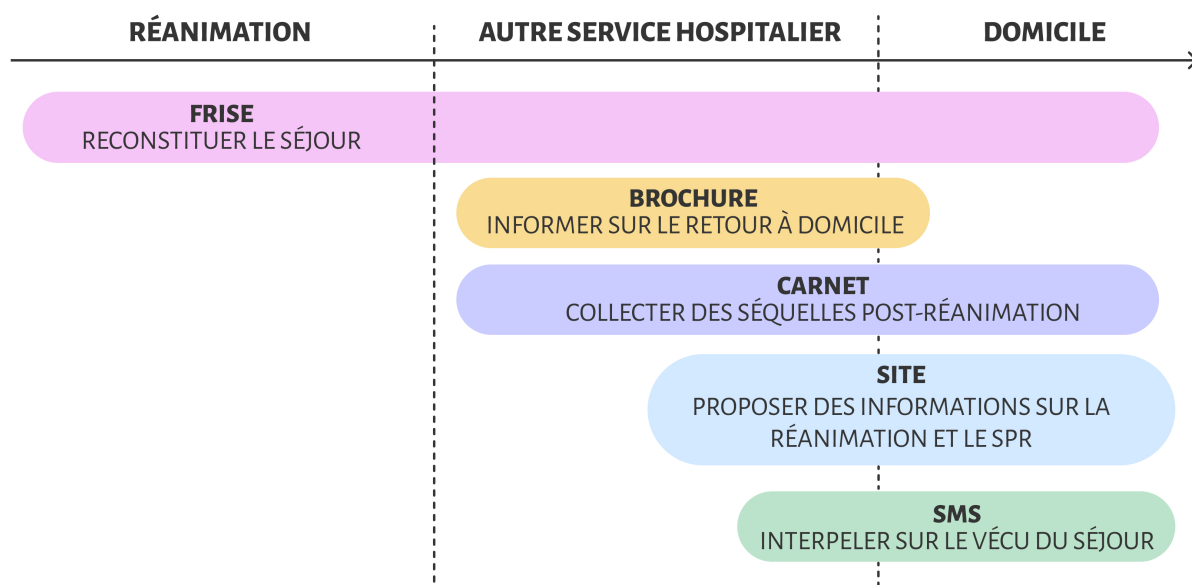 RÉANIMATION
AUTRE SERVICE HOSPITALIER
DOMICILE
FRISE
RECONSTITUER LE SÉJOUR
BROCHURE
INFORMER SUR LE RETOUR À DOMICILE
CARNET
COLLECTER DES SÉQUELLES POST-RÉANIMATION
SITE
PROPOSER DES INFORMATIONS SUR LA
RÉANIMATION ET LE SPR
SMS
INTERPELER SUR LE VÉCU DU SÉJOUR